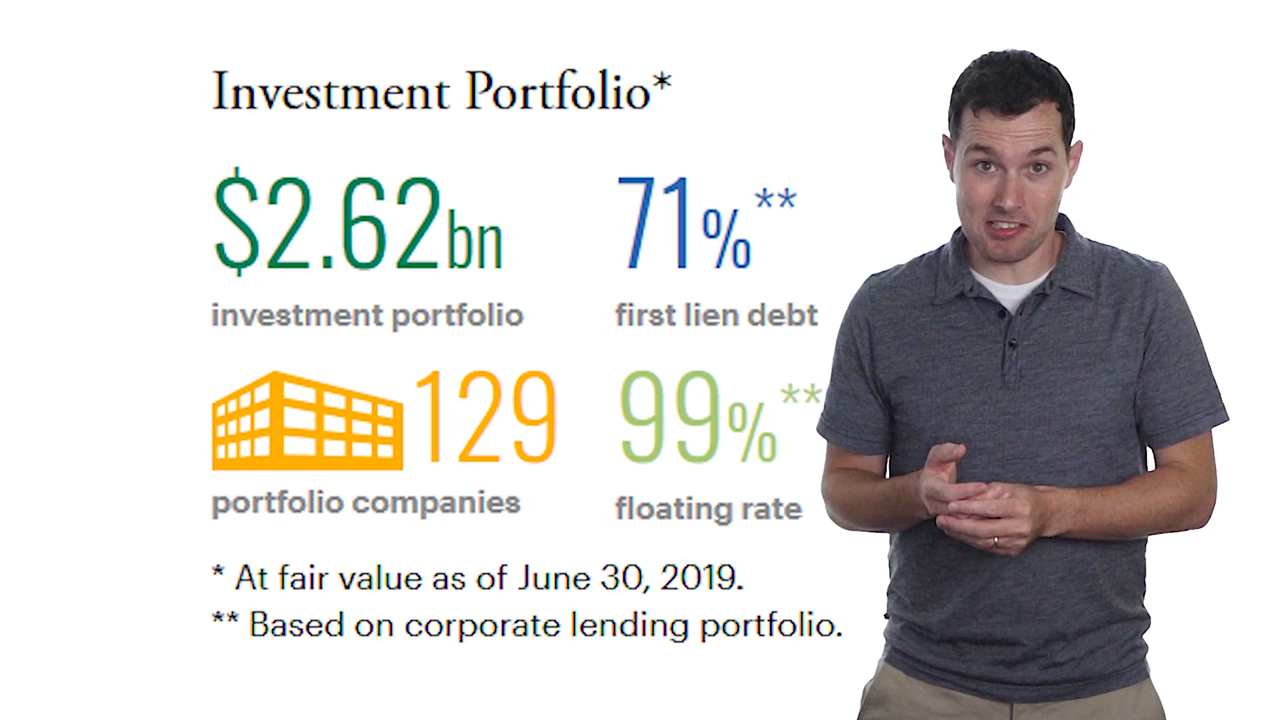 Investment Portfolio*
$2.62bn
investment portfolio
71%**
first lien debt
129
portfolio companies
99%**
floating rate
* At fair value as of June 30, 2019.
** Based on corporate lending portfolio.